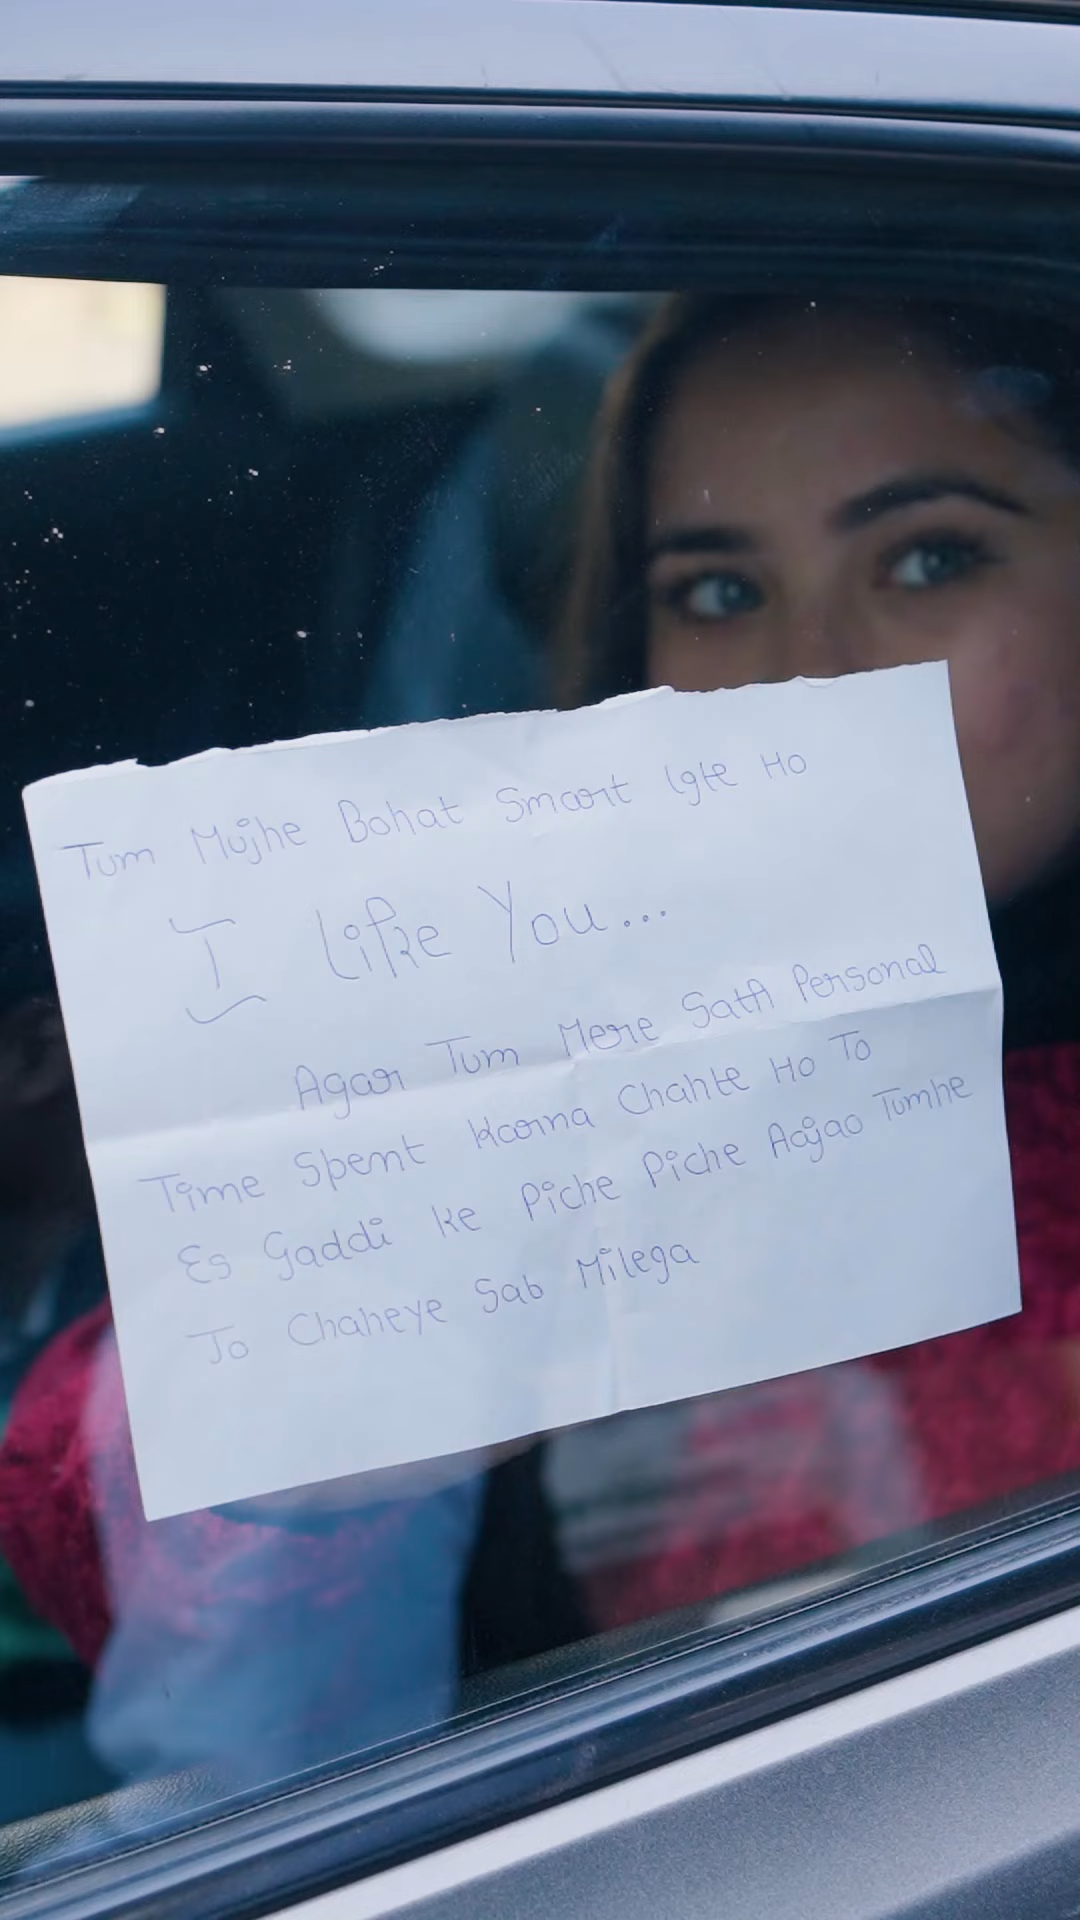 Tum Mujhe Bohat Smart lgte Ho
I Like You...
Agar Tum Mere Sath Personal
Time Spent Karna Chahte Ho To
Es Gaddi ke Piche Piche Aajao Tumhe
Jo Chaheye Sab Milega